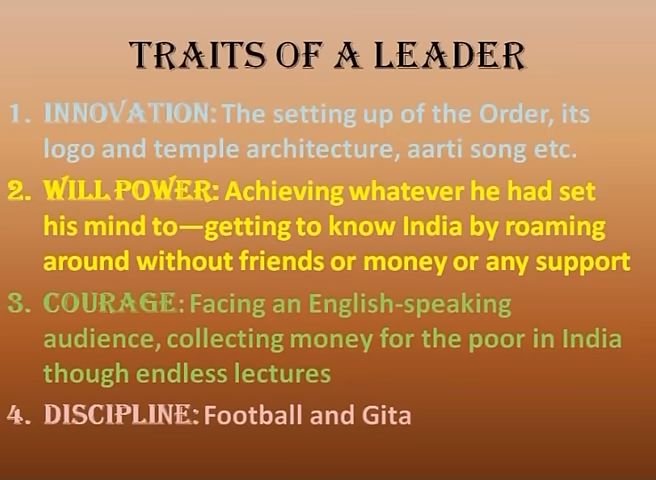 TRAITS OF A LEADER
1. INNOVATION: The setting up of the Order, its
logo and temple architecture, aarti song etc.
2. WILL POWER: Achieving whatever he had set
his mind to—getting to know India by roaming
around without friends or money or any support
3. COURAGE: Facing an English-speaking
audience, collecting money for the poor in India
though endless lectures
4. DISCIPLINE: Football and Gita